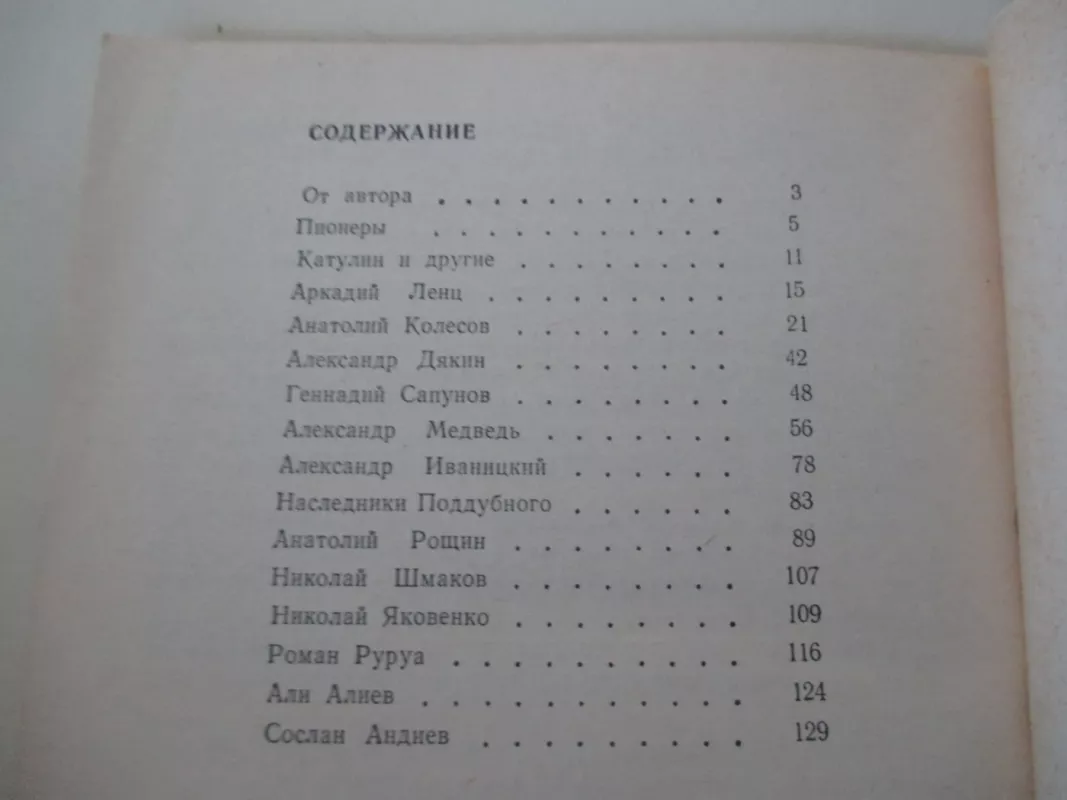 СОДЕРЖАНИЕ
От автора . . . . . . . . . . . 3
Пионеры . . . . . . . . . . . 5
Катулин и другие . . . . . . . . 11
Аркадий Ленц . . . . . . . . . 15
Анатолий Колесов . . . . . . . . 21
Александр Дякин . . . . . . . . 42
Геннадий Сапунов . . . . . . . . 48
Александр Медведь . . . . . . . 56
Александр Иваницкий . . . . . . 78
Наследники Поддубного . . . . . . 83
Анатолий Рощин . . . . . . . . 89
Николай Шмаков . . . . . . . . 107
Николай Яковенко . . . . . . . . 109
Роман Руруа . . . . . . . . . . 116
Али Алиев . . . . . . . . . . . 124
Сослан Андиев . . . . . . . . . 129